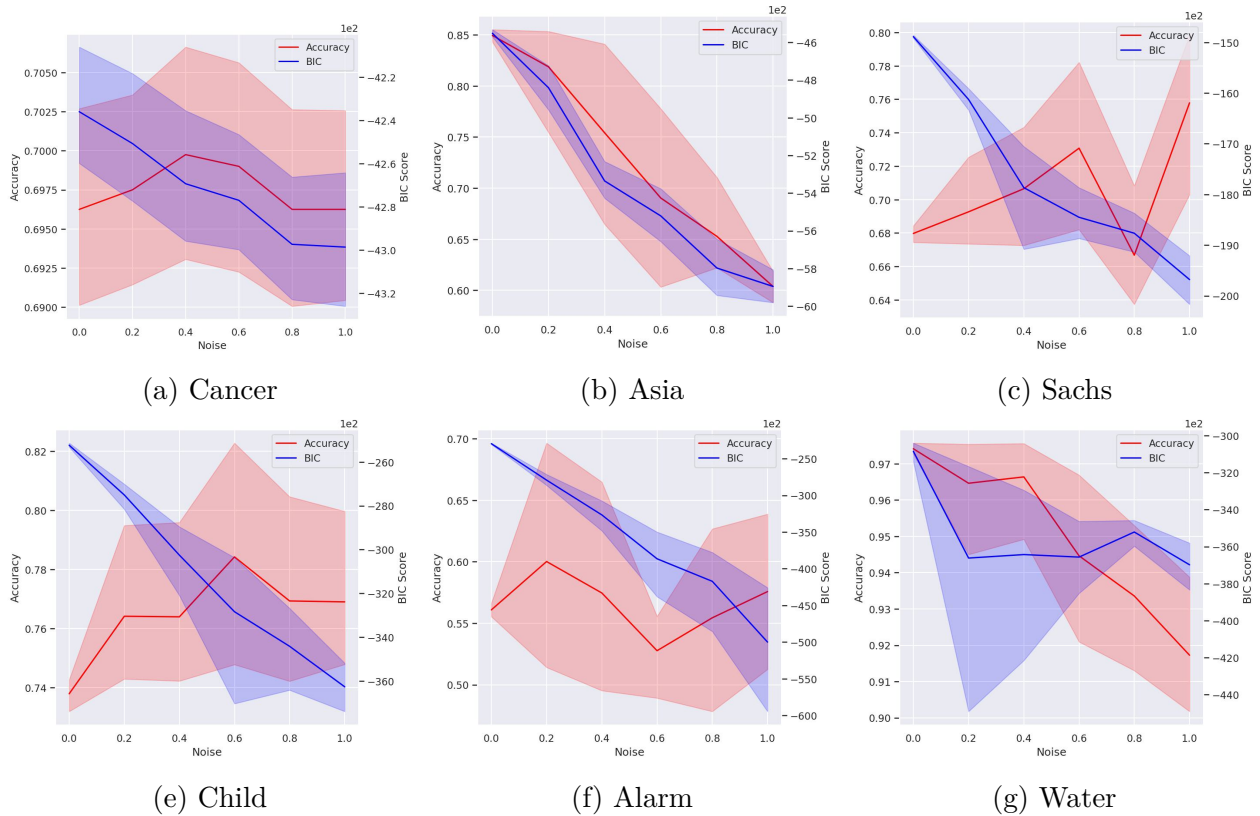 1e2
Accuracy
BIC
0.7050
0.7025
0.7000
0.6975
0.6950
0.6925
0.6900
Accuracy
−42.2
−42.4
−42.6
−42.8
−43.0
−43.2
BIC Score
0.0 0.2 0.4 0.6 0.8 1.0
Noise
(a) Cancer
1e2
Accuracy
BIC
0.85
0.80
0.75
0.70
0.65
0.60
Accuracy
−46
−48
−50
−52
−54
−56
−58
−60
BIC Score
0.0 0.2 0.4 0.6 0.8 1.0
Noise
(b) Asia
1e2
Accuracy
BIC
0.80
0.78
0.76
0.74
0.72
0.70
0.68
0.66
0.64
Accuracy
−150
−160
−170
−180
−190
−200
BIC Score
0.0 0.2 0.4 0.6 0.8 1.0
Noise
(c) Sachs
1e2
Accuracy
BIC
0.82
0.80
0.78
0.76
0.74
Accuracy
−260
−280
−300
−320
−340
−360
BIC Score
0.0 0.2 0.4 0.6 0.8 1.0
Noise
(e) Child
1e2
Accuracy
BIC
0.70
0.65
0.60
0.55
0.50
Accuracy
−250
−300
−350
−400
−450
−500
−550
−600
BIC Score
0.0 0.2 0.4 0.6 0.8 1.0
Noise
(f) Alarm
1e2
Accuracy
BIC
0.97
0.96
0.95
0.94
0.93
0.92
0.91
0.90
Accuracy
−300
−320
−340
−360
−380
−400
−420
−440
BIC Score
0.0 0.2 0.4 0.6 0.8 1.0
Noise
(g) Water